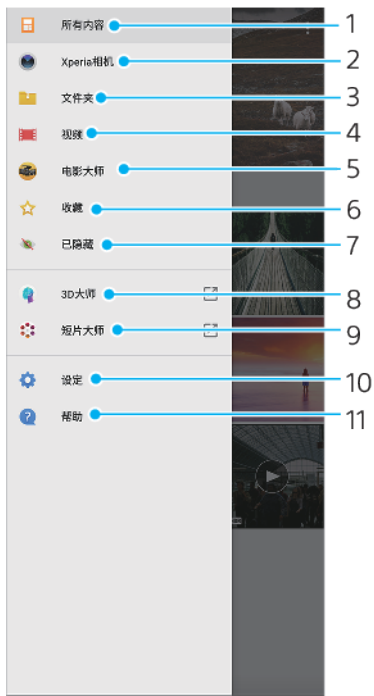 所有内容 1
Xperia相机 2
文件夹 3
视频 4
电影大师 5
收藏 6
已隐藏 7
3D大师 8
短片大师 9
设定 10
帮助 11